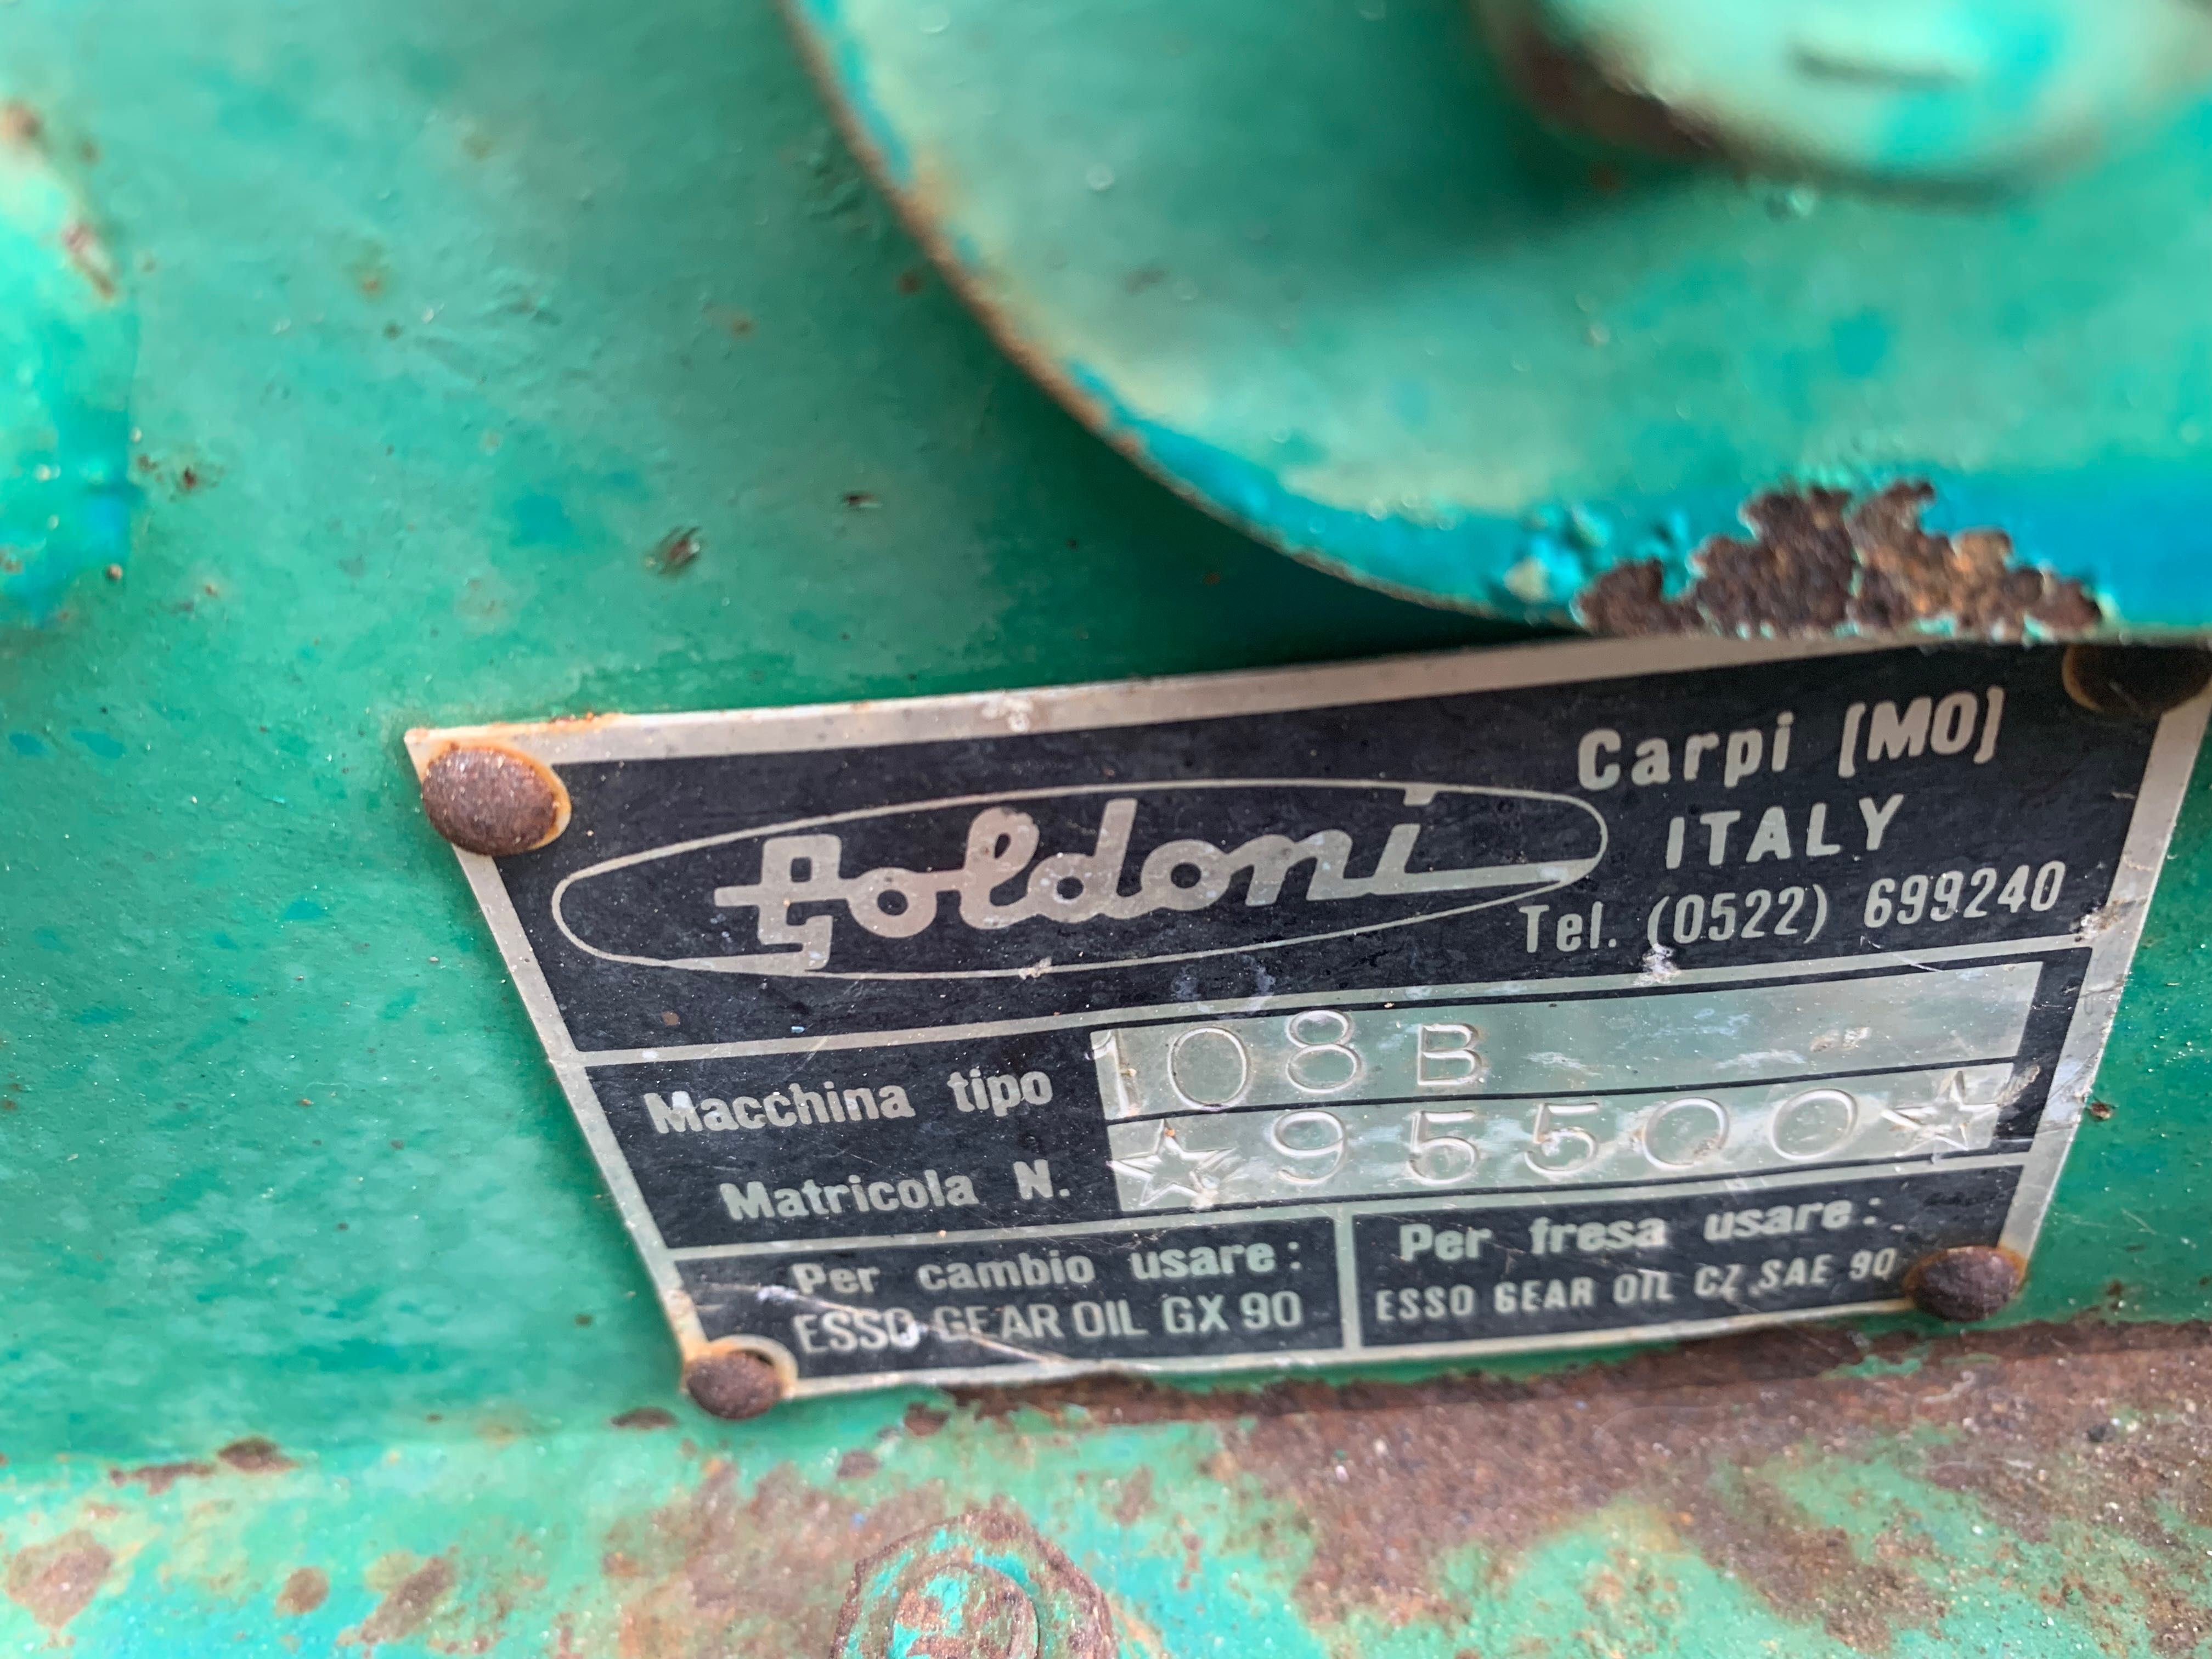 Goldoni
Carpi (MO)
ITALY
Tel. (0522) 699240
Macchina tipo 108 B
Matricola N. ☆95500☆
Per cambio usare:
ESSO GEAR OIL GX 90
Per fresa usare:
ESSO GEAR OIL CZ SAE 90